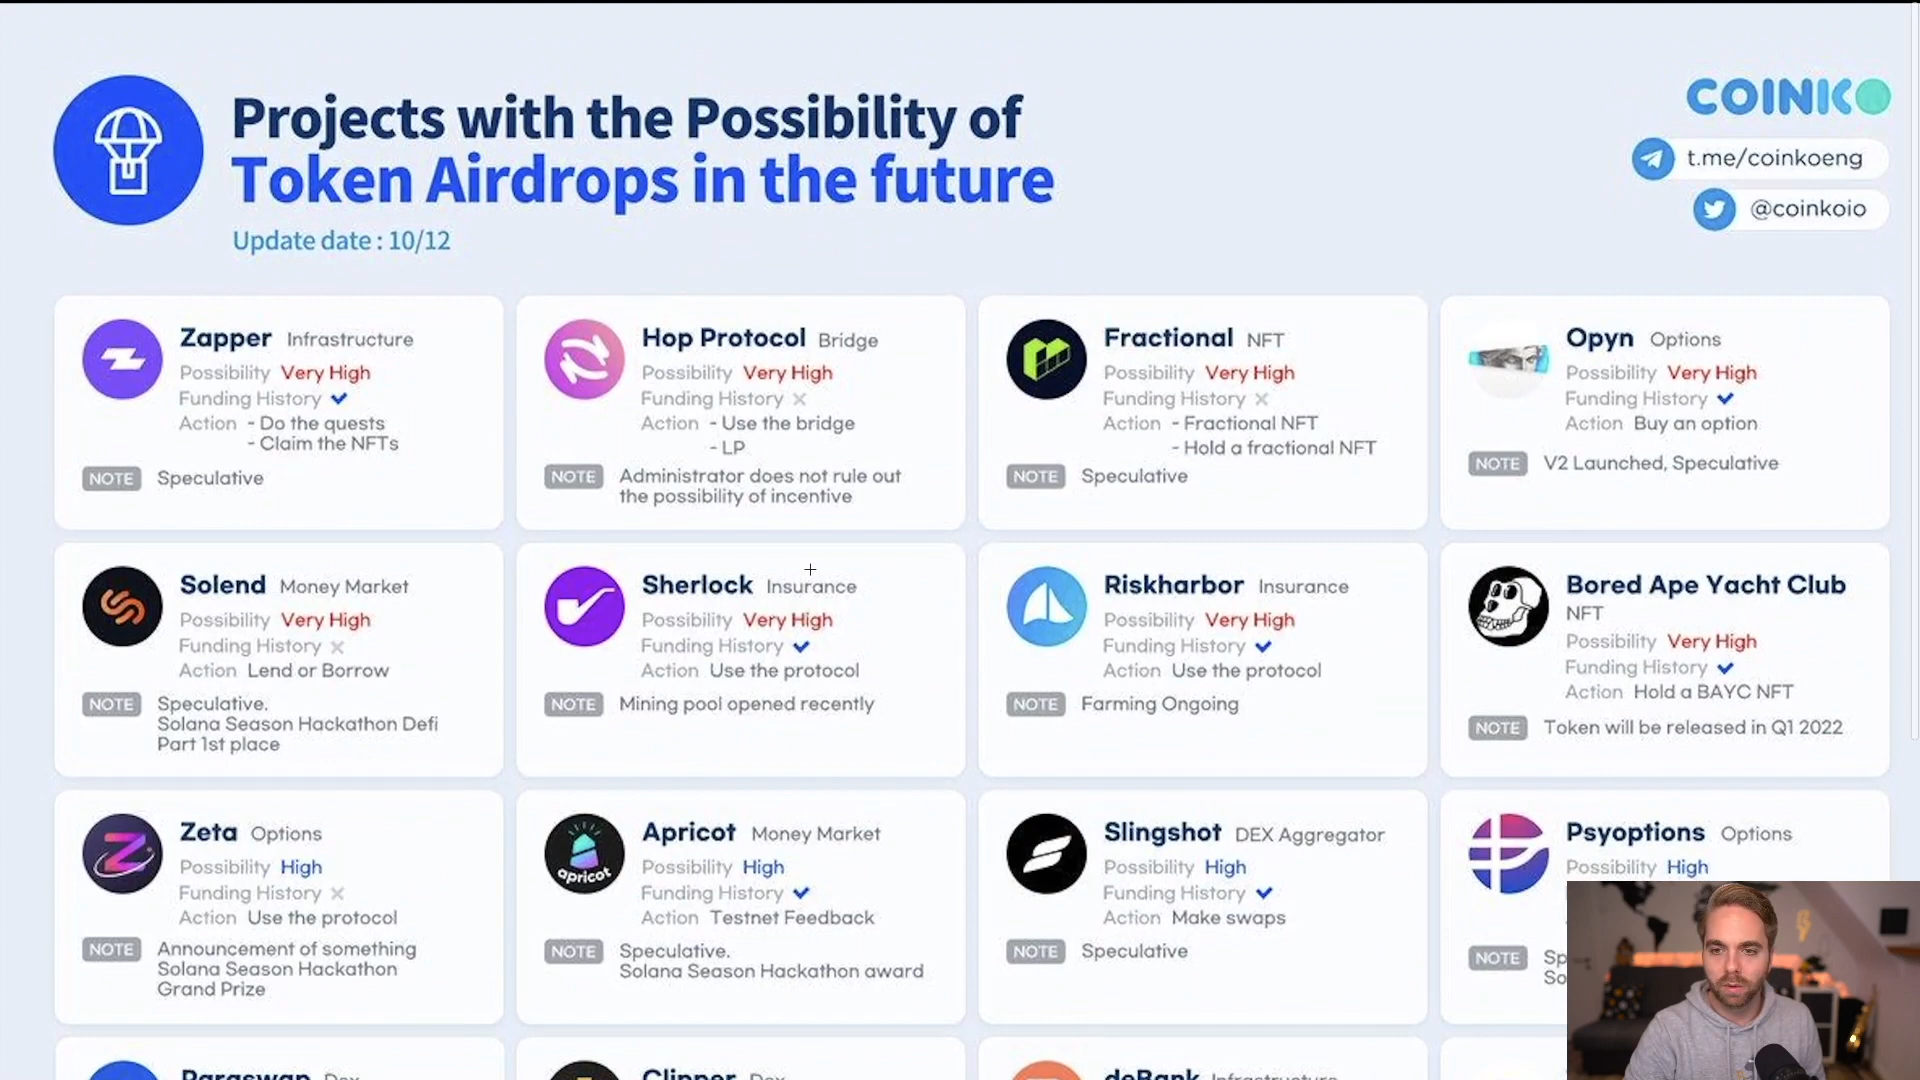 Projects with the Possibility of
Token Airdrops in the future
Update date : 10/12
COINKO
t.me/coinkoeng
@coinkoio
Zapper Infrastructure
Possibility Very High
Funding History
Action - Do the quests
- Claim the NFTs
NOTE Speculative
Hop Protocol Bridge
Possibility Very High
Funding History
Action - Use the bridge
- LP
NOTE Administrator does not rule out
the possibility of incentive
Fractional NFT
Possibility Very High
Funding History
Action - Fractional NFT
- Hold a fractional NFT
NOTE Speculative
Opyn Options
Possibility Very High
Funding History
Action Buy an option
NOTE V2 Launched, Speculative
Solend Money Market
Possibility Very High
Funding History
Action Lend or Borrow
NOTE Speculative.
Solana Season Hackathon Defi
Part 1st place
Sherlock Insurance
Possibility Very High
Funding History
Action Use the protocol
NOTE Mining pool opened recently
Riskharbor Insurance
Possibility Very High
Funding History
Action Use the protocol
NOTE Farming Ongoing
Bored Ape Yacht Club
NFT
Possibility Very High
Funding History
Action Hold a BAYC NFT
NOTE Token will be released in Q1 2022
Zeta Options
Possibility High
Funding History
Action Use the protocol
NOTE Announcement of something
Solana Season Hackathon
Grand Prize
Apricot Money Market
apricot
Possibility High
Funding History
Action Testnet Feedback
NOTE Speculative.
Solana Season Hackathon award
Slingshot DEX Aggregator
Possibility High
Funding History
Action Make swaps
NOTE Speculative
Psyoptions Options
Possibility High
NOTE Sp
So
Paraswap Dex
Clipper Dex
deBank Infrastructure